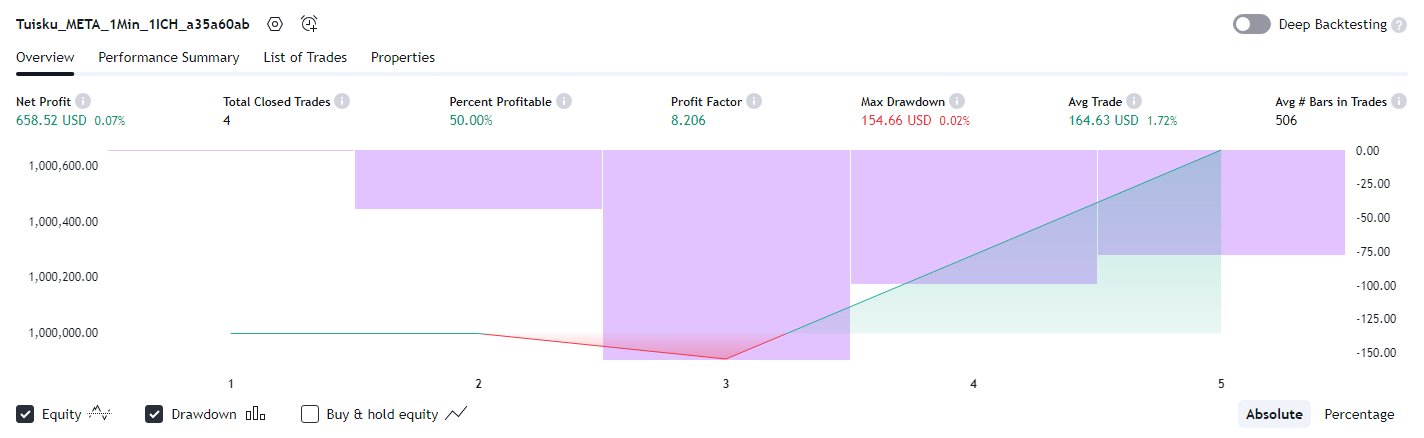 Tuisku_META_1Min_1ICH_a35a60ab
Deep Backtesting ?
Overview Performance Summary List of Trades Properties
Net Profit i Total Closed Trades i Percent Profitable i Profit Factor i Max Drawdown i Avg Trade i Avg # Bars in Trades i
658.52 USD 0.07% 4 50.00% 8.206 154.66 USD 0.02% 164.63 USD 1.72% 506
1,000,600.00 0.00
-25.00
1,000,400.00 -50.00
-75.00
1,000,200.00 -100.00
1,000,000.00 -125.00
-150.00
1 2 3 4 5
Equity Drawdown Buy & hold equity Absolute Percentage